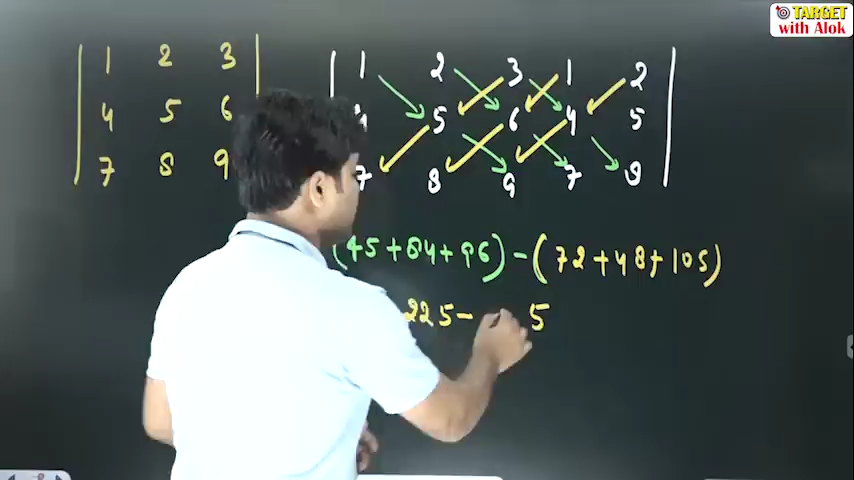 TARGET
with Alok
1 2 3 1 2 3 1 2
4 5 6 5 6 4 5
7 8 9 7 8 9 7 8
(45+84+96)-(72+48+105)
225- 5